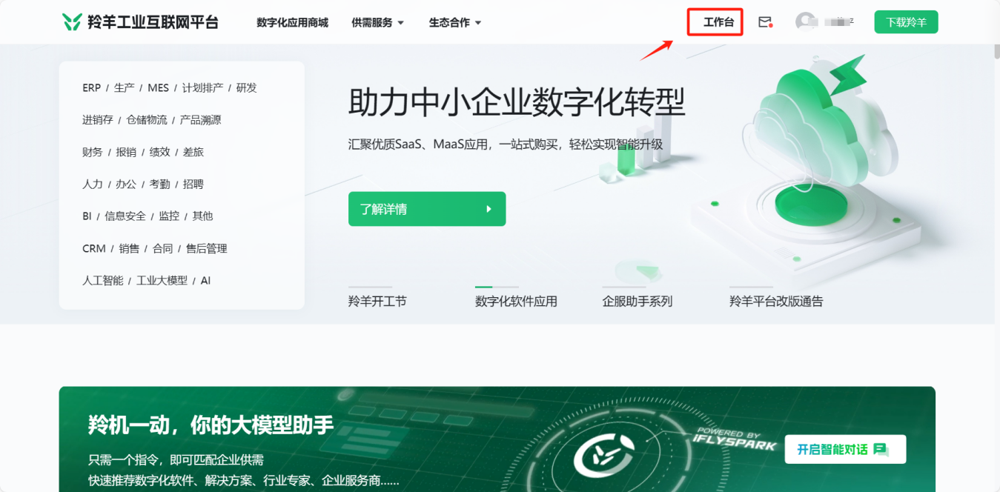 羚羊工业互联网平台 数字化应用商城 供需服务 生态合作 工作台 下载羚羊
ERP / 生产 / MES / 计划排产 / 研发
进销存 / 仓储物流 / 产品溯源
财务 / 报销 / 绩效 / 差旅
人力 / 办公 / 考勤 / 招聘
BI / 信息安全 / 监控 / 其他
CRM / 销售 / 合同 / 售后管理
人工智能 / 工业大模型 / AI
助力中小企业数字化转型
汇聚优质SaaS、MaaS应用，一站式购买，轻松实现智能升级
了解详情
羚羊开工节 数字化软件应用 企服助手系列 羚羊平台改版通告
羚机一动，你的大模型助手
只需一个指令，即可匹配企业供需
快速推荐数字化软件、解决方案、行业专家、企业服务商......
POWERED BY
iFLYSPARK
开启智能对话